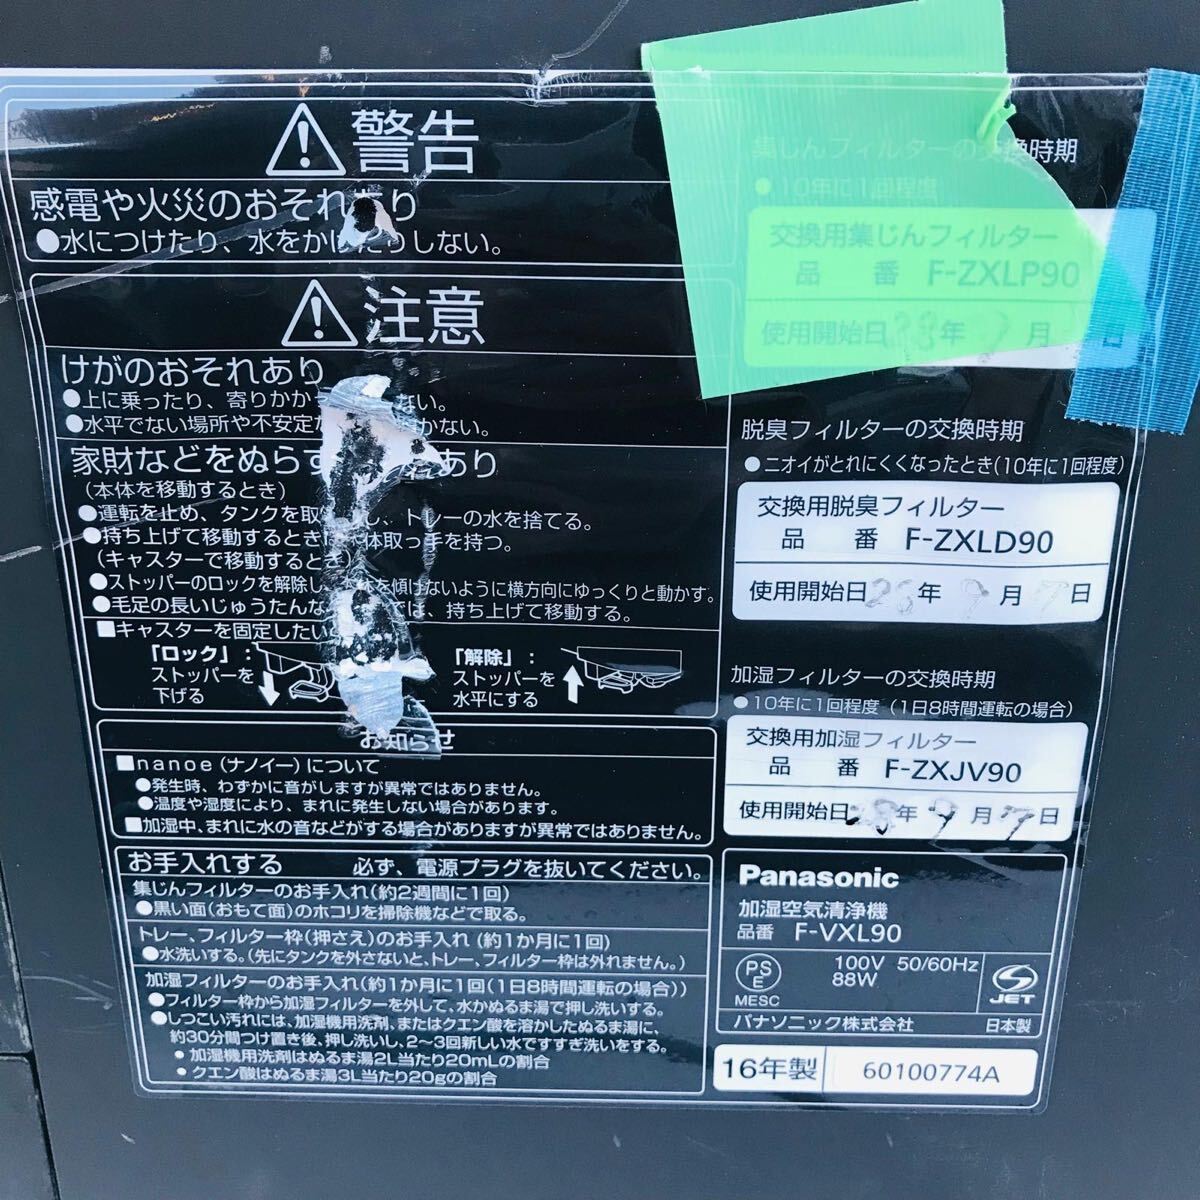 警告
感電や火災のおそれあり
●水につけたり、水をかけたりしない。
注意
けがのおそれあり
●上に乗ったり、寄りかか ない。
●水平でない場所や不安定な かない。
家財などをぬらす あり
(本体を移動するとき)
●運転を止め、タンクを取 し、トレーの水を捨てる。
●持ち上げて移動するときは 体取っ手を持つ。
(キャスターで移動するとき)
●ストッパーのロックを解除し、本体を傾けないように横方向にゆっくりと動かす。
●毛足の長いじゅうたんな では、持ち上げて移動する。
■キャスターを固定したい
「ロック」:
ストッパーを
下げる
「解除」:
ストッパーを
水平にする
お知らせ
■nanoe(ナノイー)について
●発生時、わずかに音がしますが異常ではありません。
●温度や湿度により、まれに発生しない場合があります。
■加湿中、まれに水の音などがする場合がありますが異常ではありません。
お手入れする 必ず、電源プラグを抜いてください。
集じんフィルターのお手入れ(約2週間に1回)
●黒い面(おもて面)のホコリを掃除機などで取る。
トレー、フィルター枠(押さえ)のお手入れ(約1か月に1回)
●水洗いする。(先にタンクを外さないと、トレー、フィルター枠は外れません。)
加湿フィルターのお手入れ(約1か月に1回(1日8時間運転の場合))
●フィルター枠から加湿フィルターを外して、水かぬるま湯で押し洗いする。
●しつこい汚れには、加湿機用洗剤、またはクエン酸を溶かしたぬるま湯に、
約30分間つけ置き後、押し洗いし、2〜3回新しい水ですすぎ洗いをする。
• 加湿機用洗剤はぬるま湯2L当たり20mLの割合
• クエン酸はぬるま湯3L当たり20gの割合
集じんフィルターの交換時期
● 10年に1回程度
交換用集じんフィルター
品 番 F-ZXLP90
使用開始日 年 月 日
脱臭フィルターの交換時期
● ニオイがとれにくくなったとき(10年に1回程度)
交換用脱臭フィルター
品 番 F-ZXLD90
使用開始日 年 9月 7日
加湿フィルターの交換時期
● 10年に1回程度(1日8時間運転の場合)
交換用加湿フィルター
品 番 F-ZXJV90
使用開始日 年 9月 7日
Panasonic
加湿空気清浄機
品番 F-VXL90
PS
E
MESC
100V 50/60Hz
88W
JET
パナソニック株式会社 日本製
16年製 60100774A